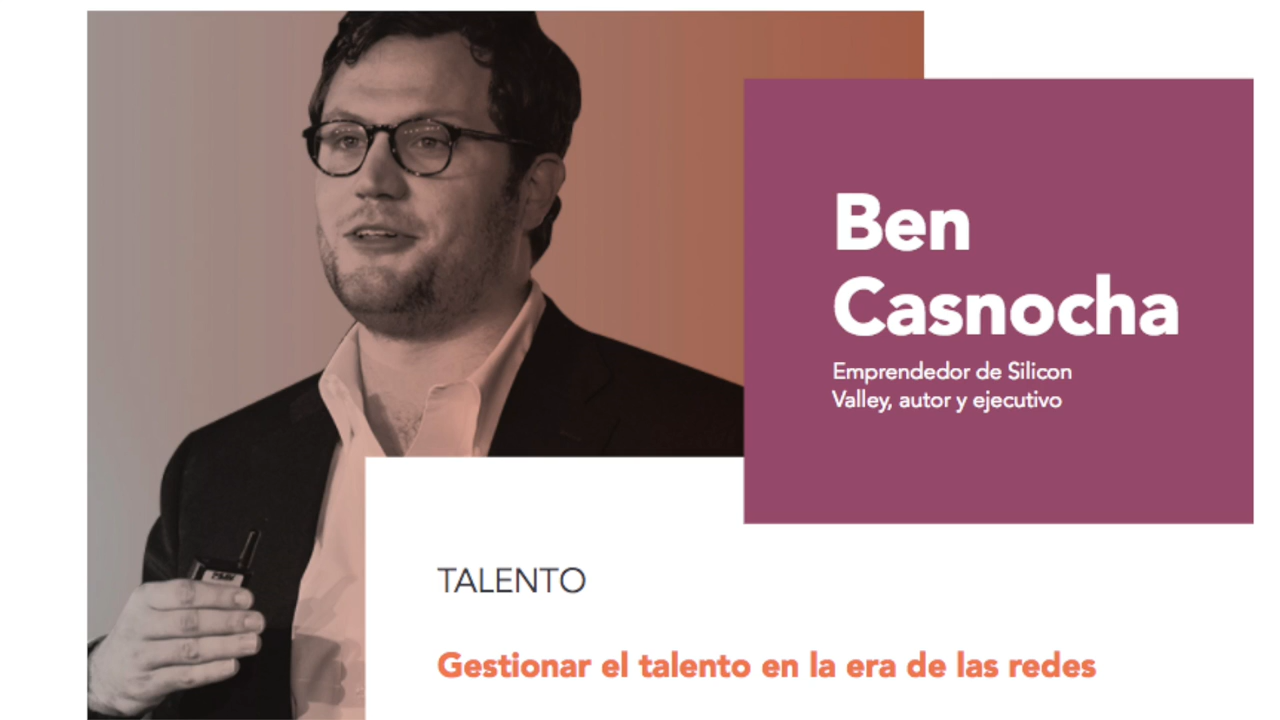 Ben
Casnocha
Emprendedor de Silicon
Valley, autor y ejecutivo
TALENTO
Gestionar el talento en la era de las redes